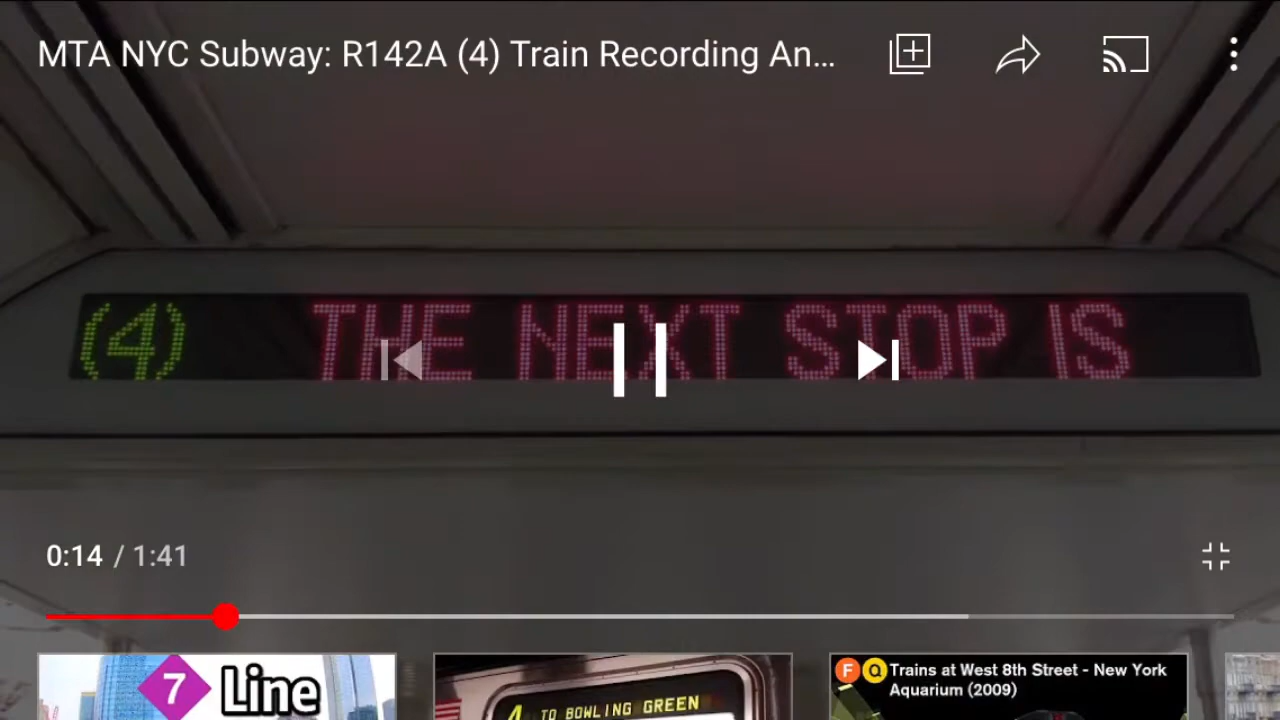 MTA NYC Subway: R142A (4) Train Recording An...
(4) THE NEXT STOP IS
0:14 / 1:41
7 Line
4 TO BOWLING GREEN
F Q Trains at West 8th Street - New York
Aquarium (2009)